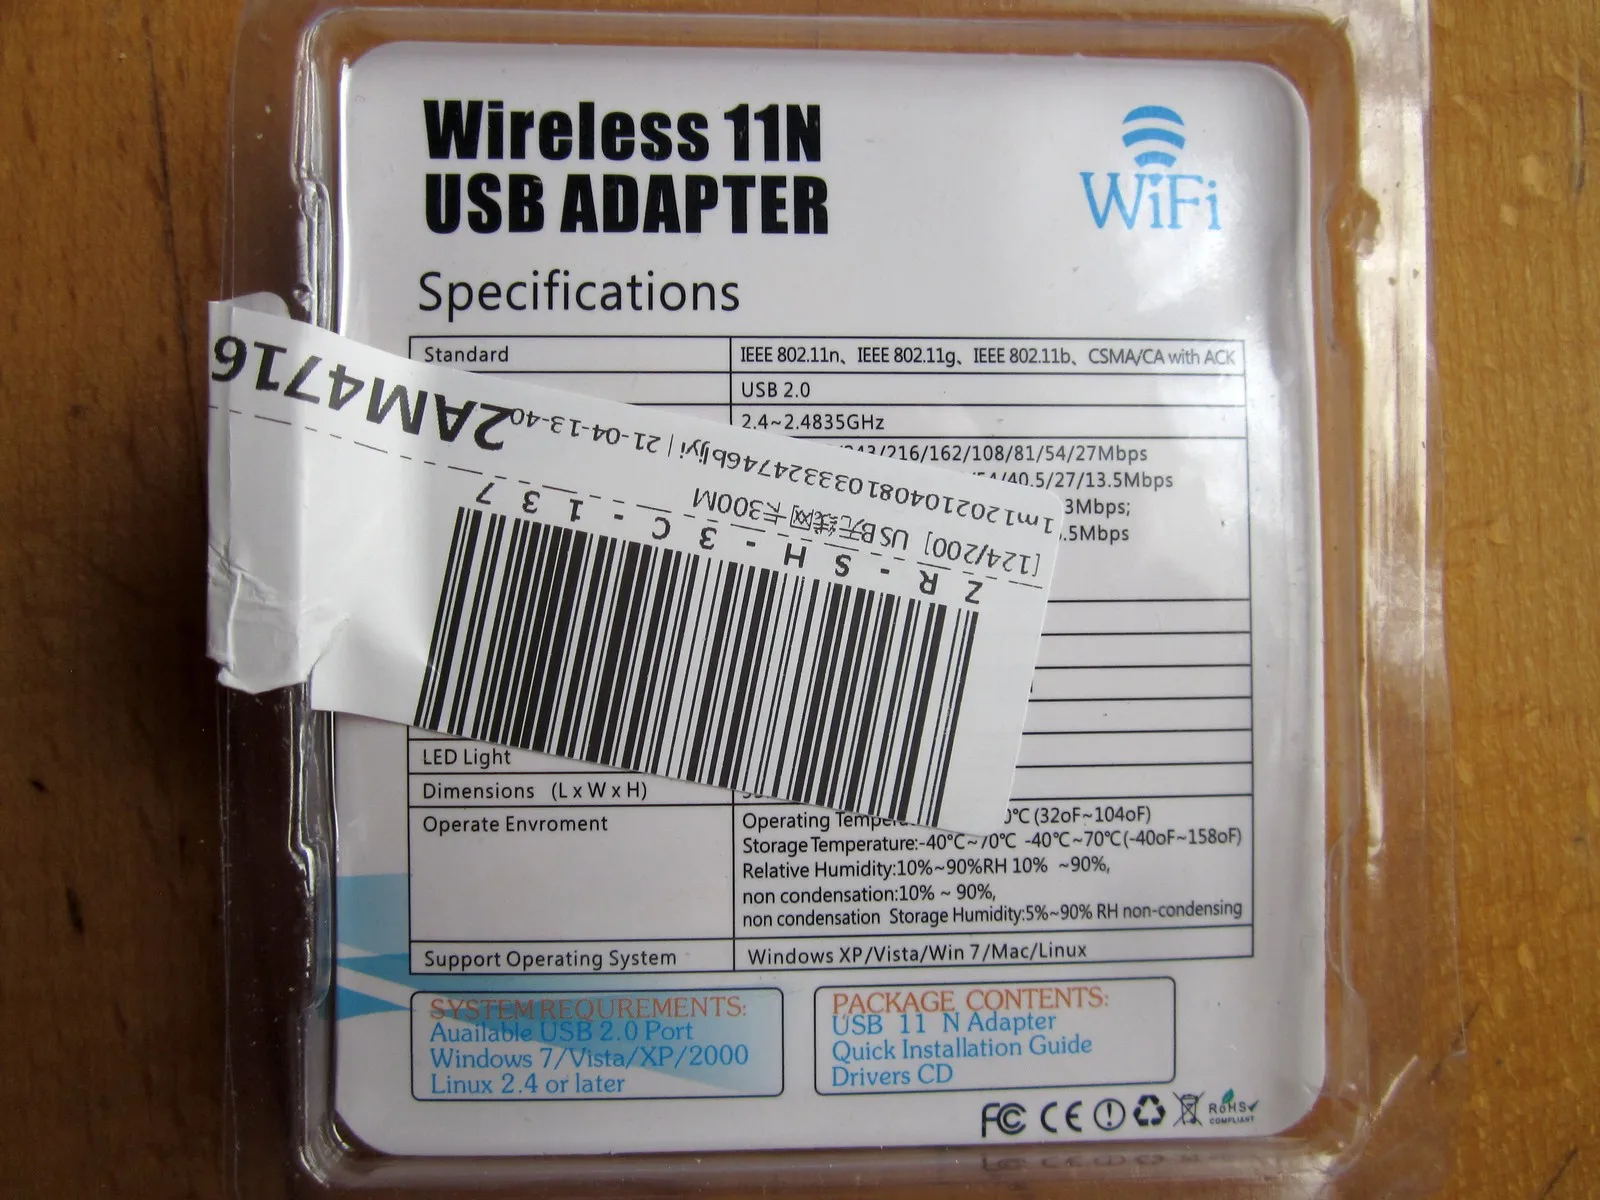 Wireless 11N
USB ADAPTER
WiFi
Specifications
Standard
IEEE 802.11n、IEEE 802.11g、IEEE 802.11b、CSMA/CA with ACK
USB 2.0
2.4~2.4835GHz
/216/162/108/81/54/27Mbps
/40.5/27/13.5Mbps
3Mbps;
.5Mbps
2AM4716
1m1202104081033324746bljyi | 21-04-13-40
[124/200] USB无线网卡300M
ZR-SH-3C-137
LED Light
Dimensions (L x W x H)
Operate Envroment
Operating Tempera
0℃ (32oF~104oF)
Storage Temperature:-40℃~70℃ -40℃~70℃(-40oF~158oF)
Relative Humidity:10%~90%RH 10% ~90%,
non condensation:10% ~ 90%,
non condensation Storage Humidity:5%~90% RH non-condensing
Support Operating System
Windows XP/Vista/Win 7/Mac/Linux
SYSTEM REQUREMENTS:
Auailable USB 2.0 Port
Windows 7/Vista/XP/2000
Linux 2.4 or later
PACKAGE CONTENTS:
USB 11 N Adapter
Quick Installation Guide
Drivers CD
FC CE RoHS
COMPLIANT